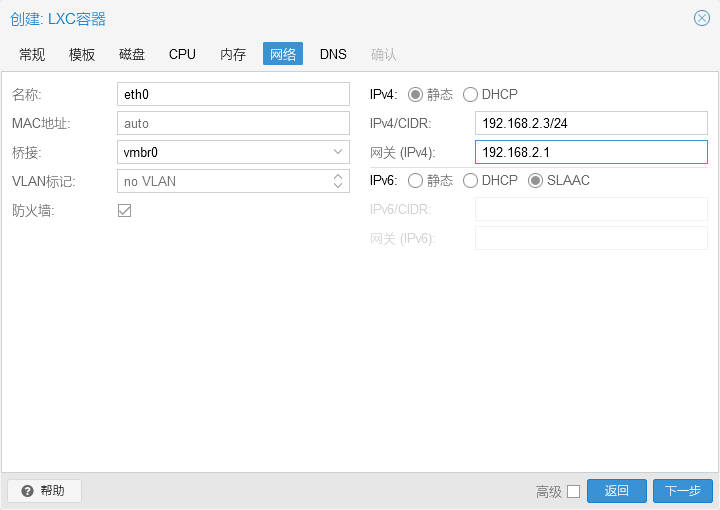 创建: LXC容器
常规 模板 磁盘 CPU 内存 网络 DNS 确认
名称: eth0
MAC地址: auto
桥接: vmbr0
VLAN标记: no VLAN
防火墙:
IPv4: 静态 DHCP
IPv4/CIDR: 192.168.2.3/24
网关 (IPv4): 192.168.2.1
IPv6: 静态 DHCP SLAAC
IPv6/CIDR:
网关 (IPv6):
帮助 高级 返回 下一步